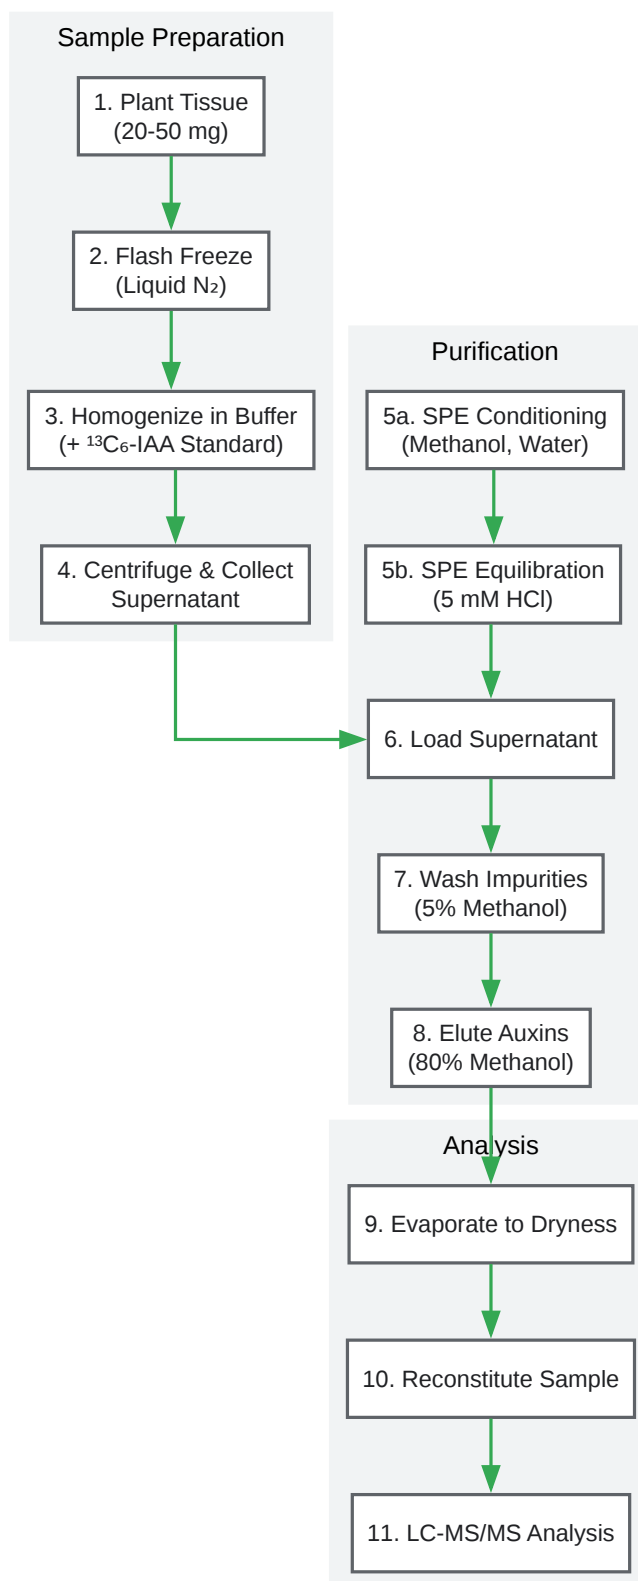 Sample Preparation
1. Plant Tissue
(20-50 mg)
2. Flash Freeze
(Liquid N₂)
3. Homogenize in Buffer
(+ ¹³C₆-IAA Standard)
4. Centrifuge & Collect
Supernatant
Purification
5a. SPE Conditioning
(Methanol, Water)
5b. SPE Equilibration
(5 mM HCl)
6. Load Supernatant
7. Wash Impurities
(5% Methanol)
8. Elute Auxins
(80% Methanol)
Analysis
9. Evaporate to Dryness
10. Reconstitute Sample
11. LC-MS/MS Analysis